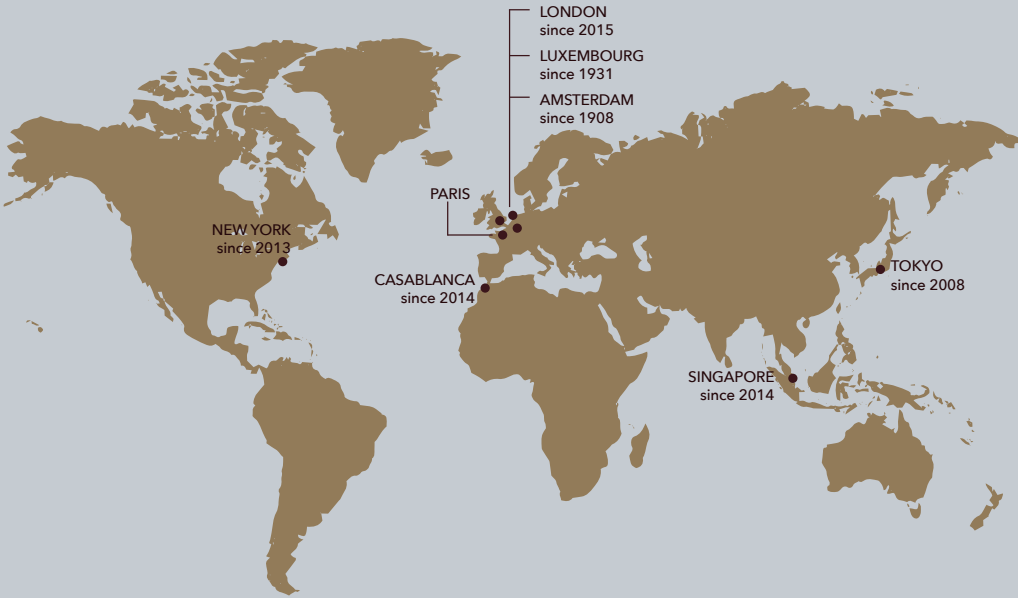 LONDON
since 2015
LUXEMBOURG
since 1931
AMSTERDAM
since 1908
PARIS
NEW YORK
since 2013
CASABLANCA
since 2014
TOKYO
since 2008
SINGAPORE
since 2014